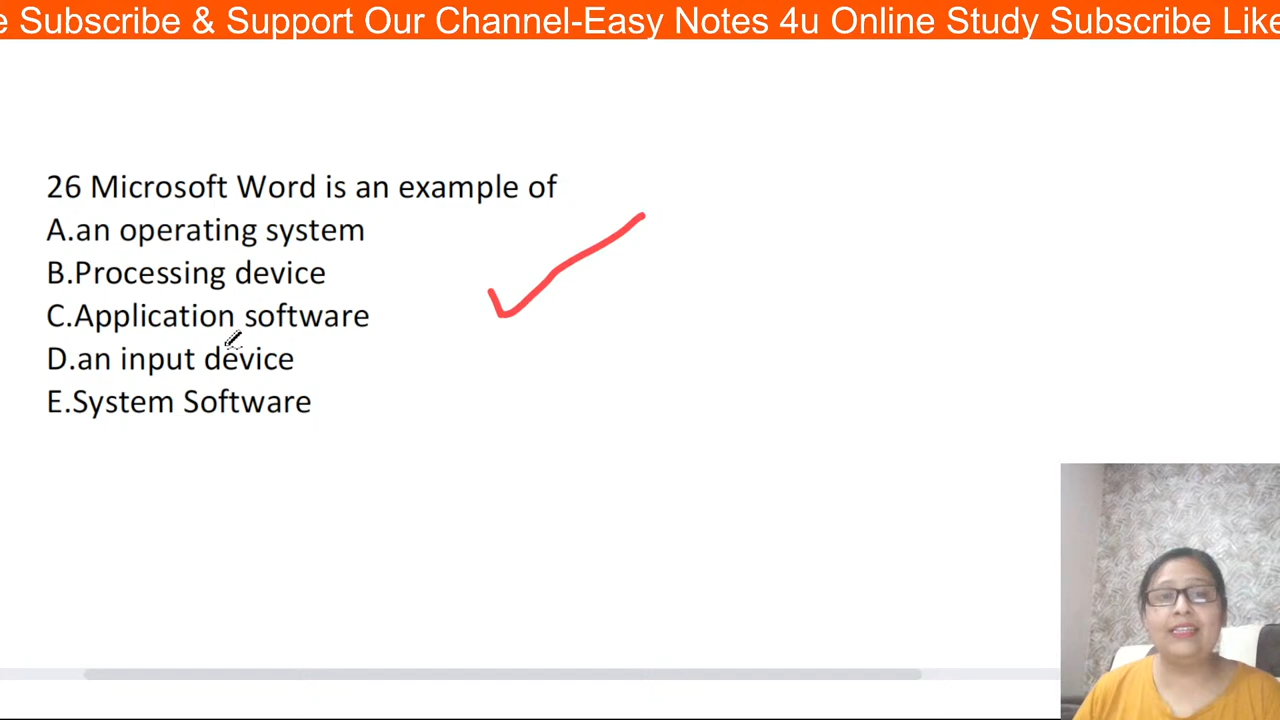 e Subscribe & Support Our Channel-Easy Notes 4u Online Study Subscribe Like
26 Microsoft Word is an example of
A.an operating system
B.Processing device
C.Application software
D.an input device
E.System Software